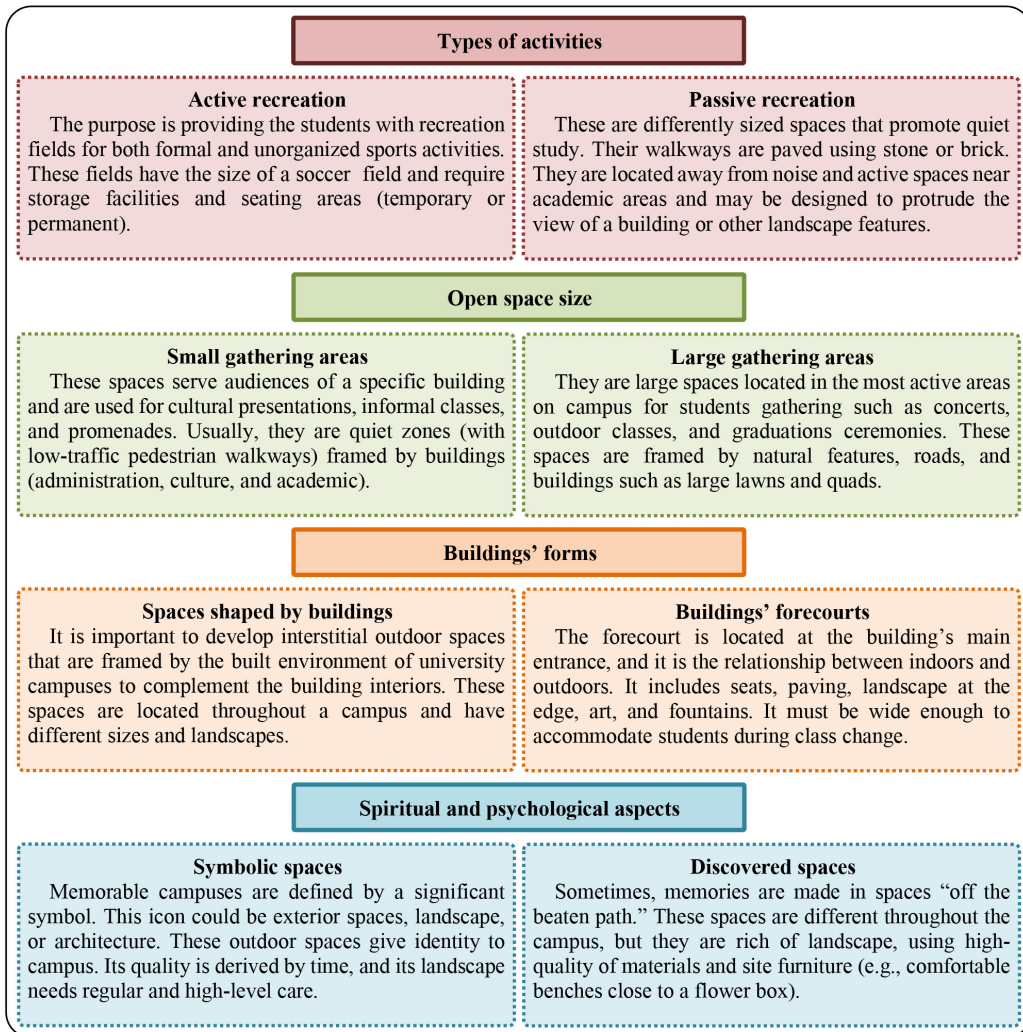 Types of activities
Active recreation
The purpose is providing the students with recreation
fields for both formal and unorganized sports activities.
These fields have the size of a soccer field and require
storage facilities and seating areas (temporary or
permanent).
Passive recreation
These are differently sized spaces that promote quiet
study. Their walkways are paved using stone or brick.
They are located away from noise and active spaces near
academic areas and may be designed to protrude the
view of a building or other landscape features.
Open space size
Small gathering areas
These spaces serve audiences of a specific building
and are used for cultural presentations, informal classes,
and promenades. Usually, they are quiet zones (with
low-traffic pedestrian walkways) framed by buildings
(administration, culture, and academic).
Large gathering areas
They are large spaces located in the most active areas
on campus for students gathering such as concerts,
outdoor classes, and graduations ceremonies. These
spaces are framed by natural features, roads, and
buildings such as large lawns and quads.
Buildings’ forms
Spaces shaped by buildings
It is important to develop interstitial outdoor spaces
that are framed by the built environment of university
campuses to complement the building interiors. These
spaces are located throughout a campus and have
different sizes and landscapes.
Buildings’ forecourts
The forecourt is located at the building’s main
entrance, and it is the relationship between indoors and
outdoors. It includes seats, paving, landscape at the
edge, art, and fountains. It must be wide enough to
accommodate students during class change.
Spiritual and psychological aspects
Symbolic spaces
Memorable campuses are defined by a significant
symbol. This icon could be exterior spaces, landscape,
or architecture. These outdoor spaces give identity to
campus. Its quality is derived by time, and its landscape
needs regular and high-level care.
Discovered spaces
Sometimes, memories are made in spaces “off the
beaten path.” These spaces are different throughout the
campus, but they are rich of landscape, using high-
quality of materials and site furniture (e.g., comfortable
benches close to a flower box).